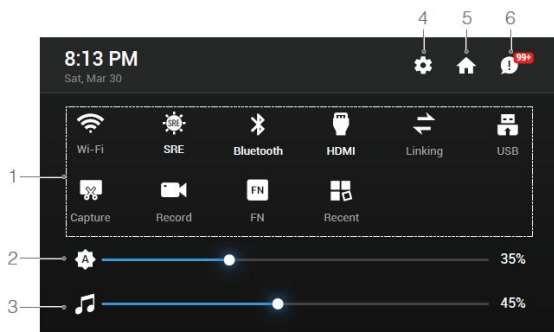 4 5 6
8:13 PM
99+
Sat, Mar 30
SRE
Wi-Fi SRE Bluetooth HDMI Linking USB
1
FN
Capture Record FN Recent
2 A 35%
3 45%